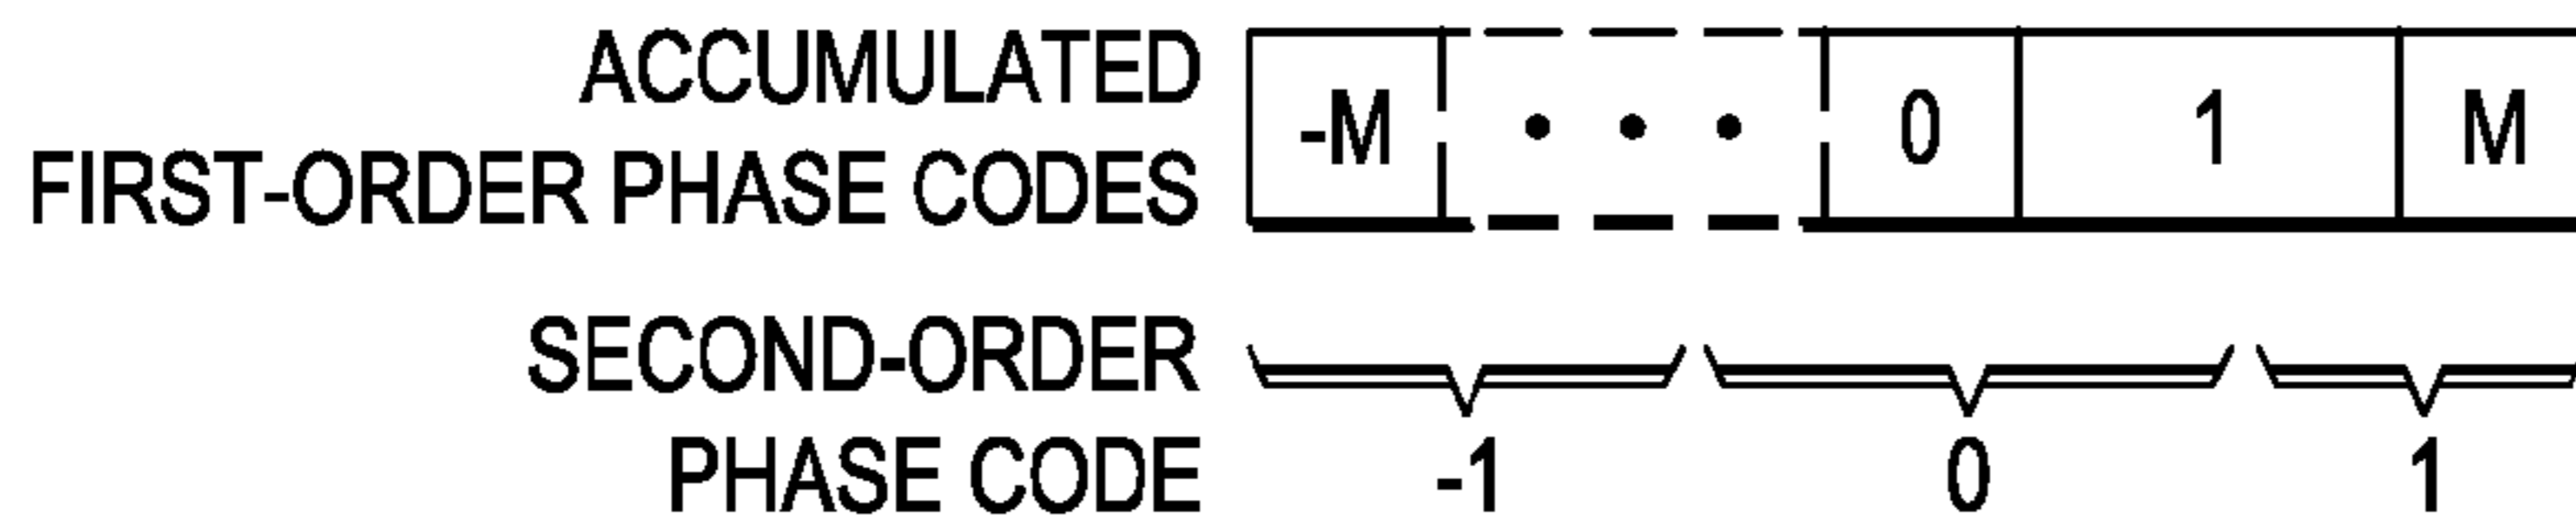 ACCUMULATED
FIRST-ORDER PHASE CODES
-M • • • 0 1 M
SECOND-ORDER
PHASE CODE
-1 0 1